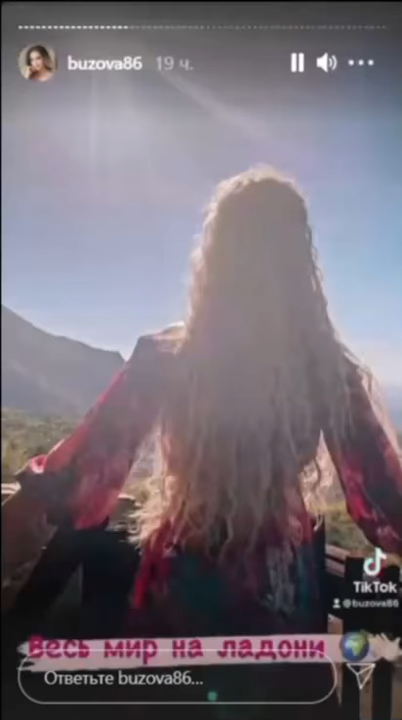 buzova86 19 ч.
TikTok
@buzova86
Весь мир на ладони
Ответьте buzova86...